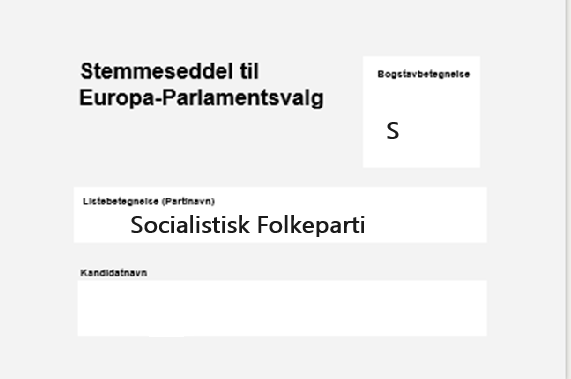 Stemmeseddel til
Europa-Parlamentsvalg
Bogstavbetegnelse
S
Listebetegnelse (Partinavn)
Socialistisk Folkeparti
Kandidatnavn